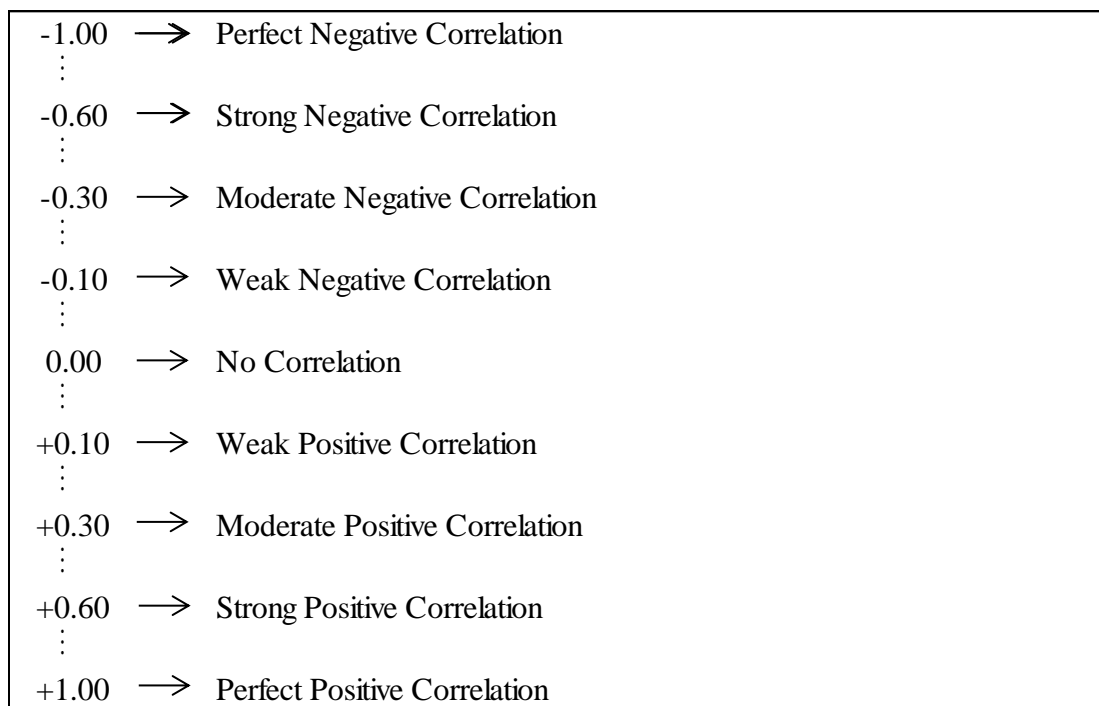 -1.00 → Perfect Negative Correlation
-0.60 → Strong Negative Correlation
-0.30 → Moderate Negative Correlation
-0.10 → Weak Negative Correlation
0.00 → No Correlation
+0.10 → Weak Positive Correlation
+0.30 → Moderate Positive Correlation
+0.60 → Strong Positive Correlation
+1.00 → Perfect Positive Correlation